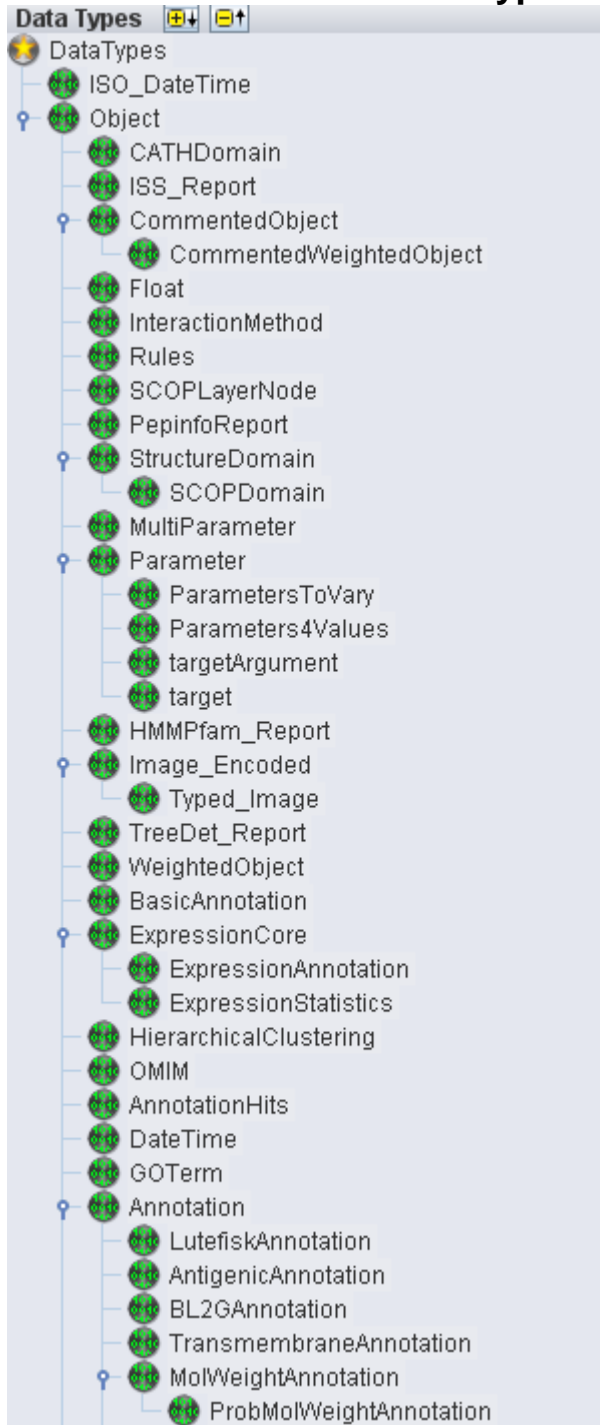 Data Types
DataTypes
ISO_DateTime
Object
CATHDomain
ISS_Report
CommentedObject
CommentedWeightedObject
Float
InteractionMethod
Rules
SCOPLayerNode
PepinfoReport
StructureDomain
SCOPDomain
MultiParameter
Parameter
ParametersToVary
Parameters4Values
targetArgument
target
HMMPfam_Report
Image_Encoded
Typed_Image
TreeDet_Report
WeightedObject
BasicAnnotation
ExpressionCore
ExpressionAnnotation
ExpressionStatistics
HierarchicalClustering
OMIM
AnnotationHits
DateTime
GOTerm
Annotation
LutefiskAnnotation
AntigenicAnnotation
BL2GAnnotation
TransmembraneAnnotation
MolWeightAnnotation
ProbMolWeightAnnotation